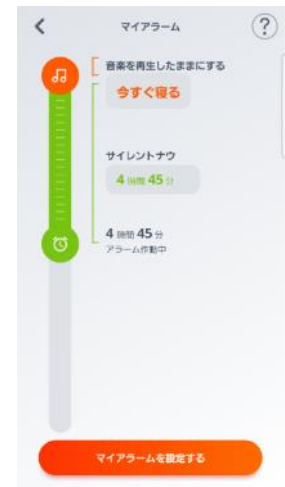 マイアラーム
?
音楽を再生したままにする
今すぐ寝る
サイレントナウ
4 時間 45 分
4 時間 45 分
アラーム作動中
マイアラームを設定する